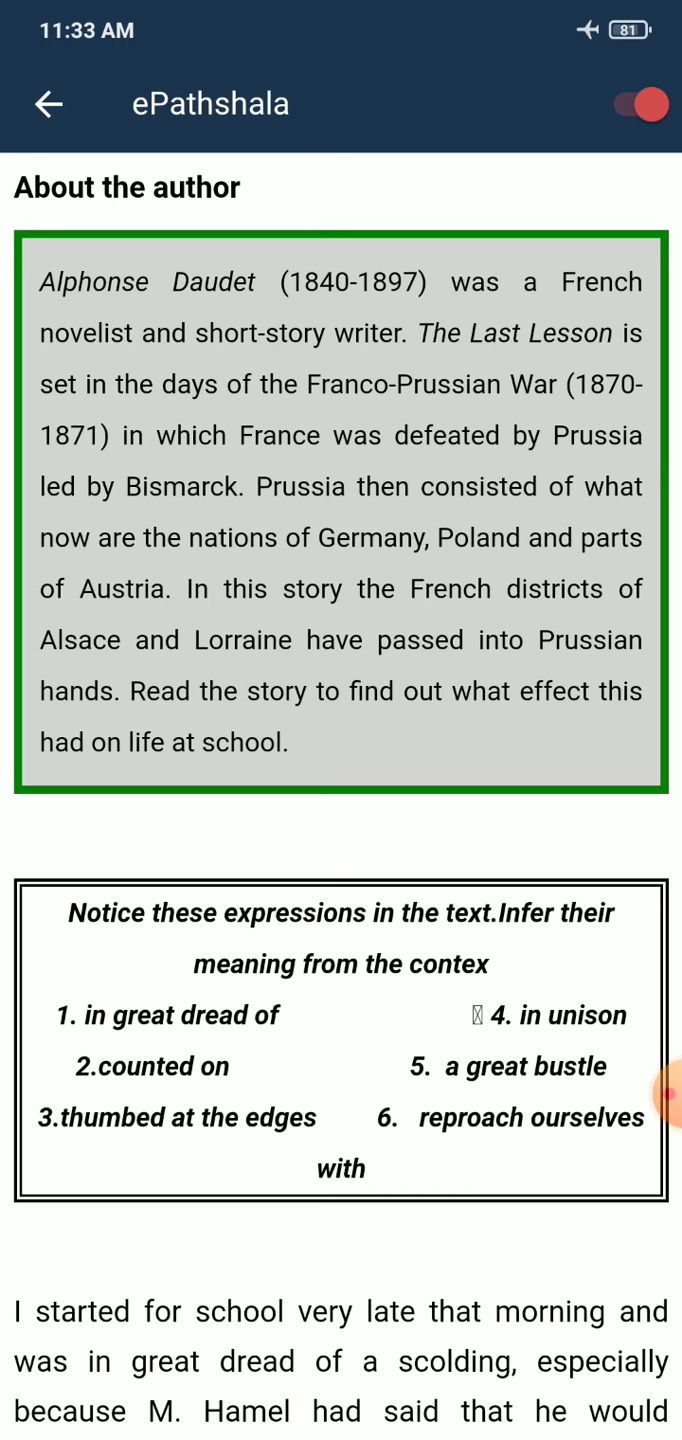 11:33 AM
81
ePathshala
About the author
Alphonse Daudet (1840-1897) was a French
novelist and short-story writer. The Last Lesson is
set in the days of the Franco-Prussian War (1870-
1871) in which France was defeated by Prussia
led by Bismarck. Prussia then consisted of what
now are the nations of Germany, Poland and parts
of Austria. In this story the French districts of
Alsace and Lorraine have passed into Prussian
hands. Read the story to find out what effect this
had on life at school.
Notice these expressions in the text.Infer their
meaning from the contex
1. in great dread of 4. in unison
2.counted on 5. a great bustle
3.thumbed at the edges 6. reproach ourselves
with
I started for school very late that morning and
was in great dread of a scolding, especially
because M. Hamel had said that he would